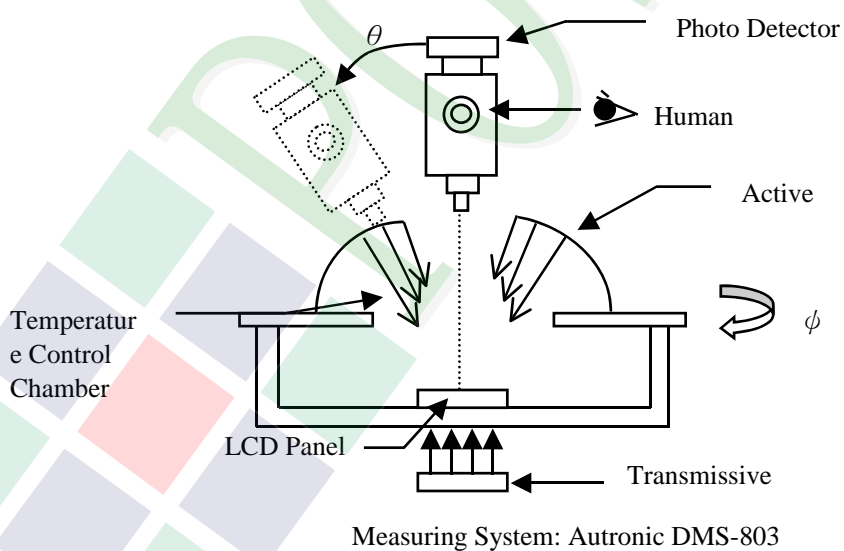 Photo Detector
θ
Human
Active
Temperatur
e Control
Chamber
ϕ
LCD Panel
Transmissive
Measuring System: Autronic DMS-803